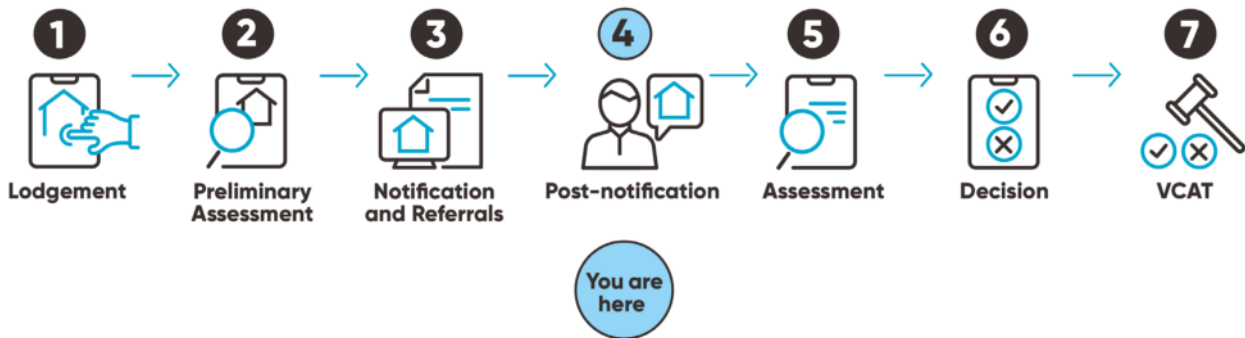 1 2 3 4 5 6 7
Lodgement
Preliminary
Assessment
Notification
and Referrals
Post-notification
Assessment
Decision
VCAT
You are
here